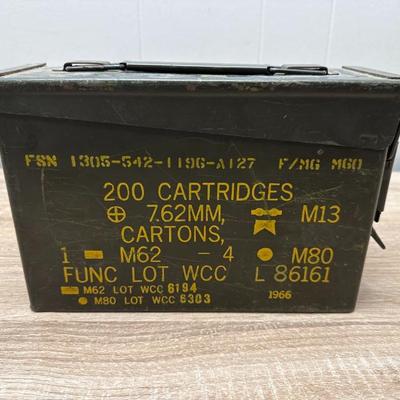 FSN 1305-542-1196-A127 F/MG M60
200 CARTRIDGES
7.62MM, M13
CARTONS,
1 M62 - 4 M80
FUNC LOT WCC L 86161
M62 LOT WCC 6194
M80 LOT WCC 6303 1966